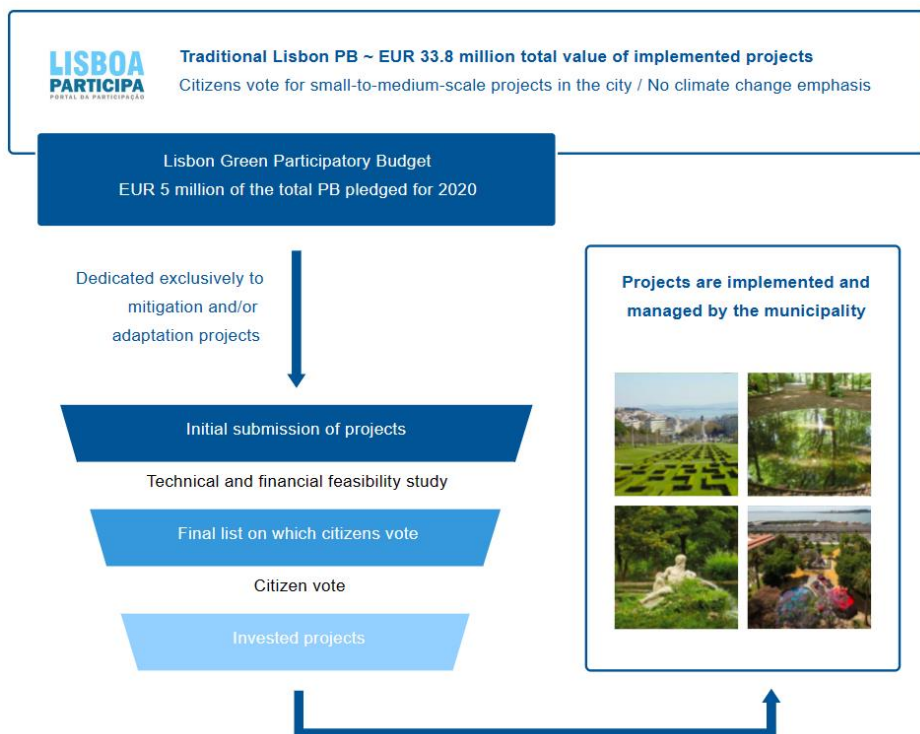 LISBOA
PARTICIPA
PORTAL DA PARTICIPAÇÃO
Traditional Lisbon PB ~ EUR 33.8 million total value of implemented projects
Citizens vote for small-to-medium-scale projects in the city / No climate change emphasis
Lisbon Green Participatory Budget
EUR 5 million of the total PB pledged for 2020
Dedicated exclusively to
mitigation and/or
adaptation projects
Initial submission of projects
Technical and financial feasibility study
Final list on which citizens vote
Citizen vote
Invested projects
Projects are implemented and
managed by the municipality